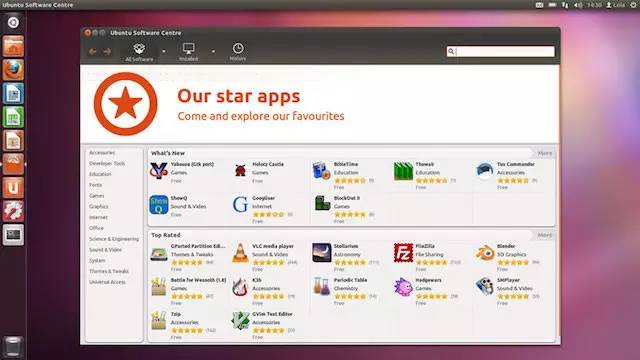 Ubuntu Software Centre
14:30
Lola
Ubuntu Software Centre
All Software
Installed
History
Our star apps
Come and explore our favourites
Accessories
Developer Tools
Education
Fonts
Games
Graphics
Internet
Office
Science & Engineering
Sound & Video
System
Themes & Tweaks
Universal Access
What's New
More
Games
Free
Holotz Castle
Games
Free
BibleTime
Education
Free
Thawab
Education
Free
Tux Commander
Accessories
Free
ShowQ
ShowQ
Sound & Video
Free
Googlizer
Internet
Free
BlockOut II
Games
Free
Top Rated
More
GParted Partition Edit...
Themes & Tweaks
Free
VLC media player
Sound & Video
Free
Stellarium
Astronomy
Free
FileZilla
File Sharing
Free
Blender
3D Graphics
Free
Battle for Wesnoth (1.8)
Games
Free
K3b
Accessories
Free
Periodic Table
Chemistry
Free
Hedgewars
Games
Free
SMPlayer
Sound & Video
Free
7zip
Accessories
Free
GVim Text Editor
Accessories
Free